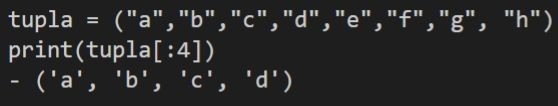 tupla = ("a","b","c","d","e","f","g", "h")
print(tupla[:4])
- ('a', 'b', 'c', 'd')